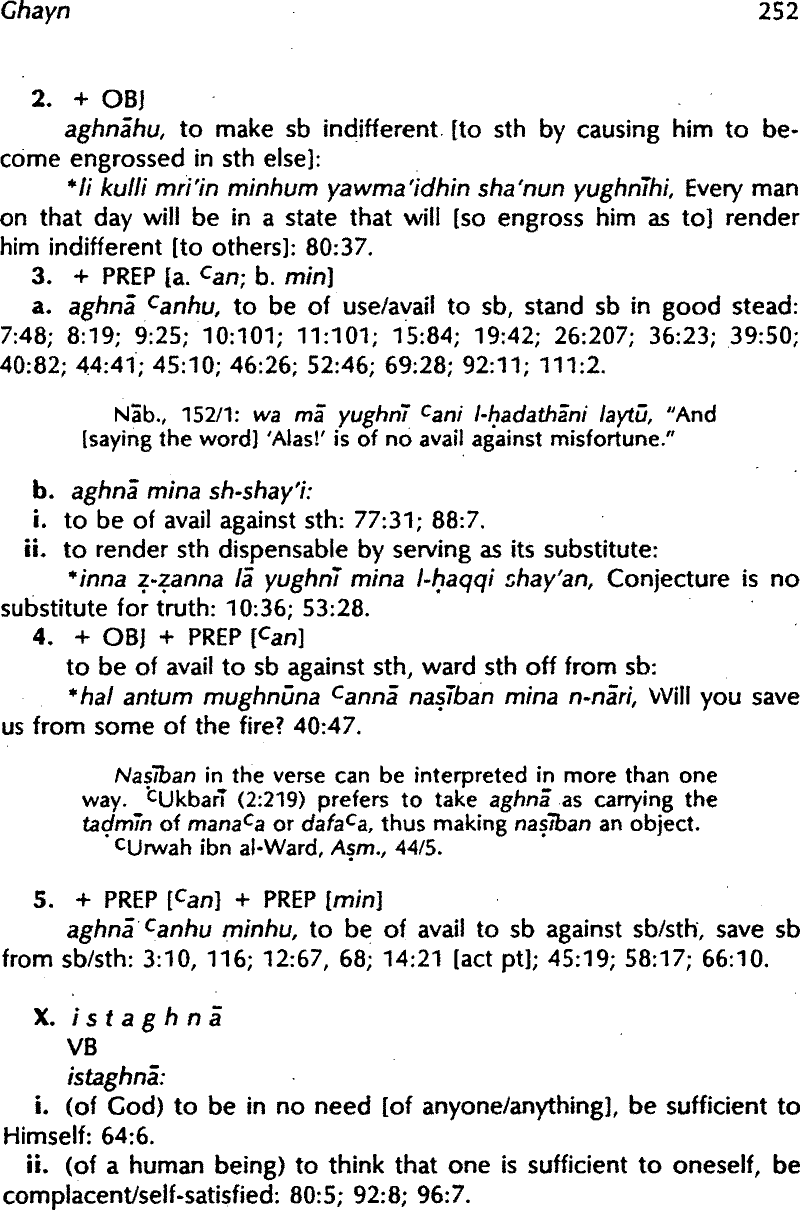 Ghayn 252
2. + OBJ
aghnāhu, to make sb indifferent [to sth by causing him to be-
come engrossed in sth else]:
*li kulli mri'in minhum yawma'idhin sha'nun yughnīhi, Every man
on that day will be in a state that will [so engross him as to] render
him indifferent [to others]: 80:37.
3. + PREP [a. ᶜan; b. min]
a. aghnā ᶜanhu, to be of use/avail to sb, stand sb in good stead:
7:48; 8:19; 9:25; 10:101; 11:101; 15:84; 19:42; 26:207; 36:23; 39:50;
40:82; 44:41; 45:10; 46:26; 52:46; 69:28; 92:11; 111:2.
Nāb., 152/1: wa mā yughnī ᶜani l-ḥadathāni laytū, "And
[saying the word] 'Alas!' is of no avail against misfortune."
b. aghnā mina sh-shay'i:
i. to be of avail against sth: 77:31; 88:7.
ii. to render sth dispensable by serving as its substitute:
*inna ẓ-ẓanna lā yughnī mina l-ḥaqqi shay'an, Conjecture is no
substitute for truth: 10:36; 53:28.
4. + OBJ + PREP [ᶜan]
to be of avail to sb against sth, ward sth off from sb:
*hal antum mughnūna ᶜannā naṣīban mina n-nāri, Will you save
us from some of the fire? 40:47.
Naṣīban in the verse can be interpreted in more than one
way. ᶜUkbarī (2:219) prefers to take aghnā as carrying the
taḍmīn of manaᶜa or dafaᶜa, thus making naṣīban an object.
ᶜUrwah ibn al-Ward, Aṣm., 44/5.
5. + PREP [ᶜan] + PREP [min]
aghnā ᶜanhu minhu, to be of avail to sb against sb/sth, save sb
from sb/sth: 3:10, 116; 12:67, 68; 14:21 [act pt]; 45:19; 58:17; 66:10.
X. i s t a g h n ā
VB
istaghnā:
i. (of God) to be in no need [of anyone/anything], be sufficient to
Himself: 64:6.
ii. (of a human being) to think that one is sufficient to oneself, be
complacent/self-satisfied: 80:5; 92:8; 96:7.